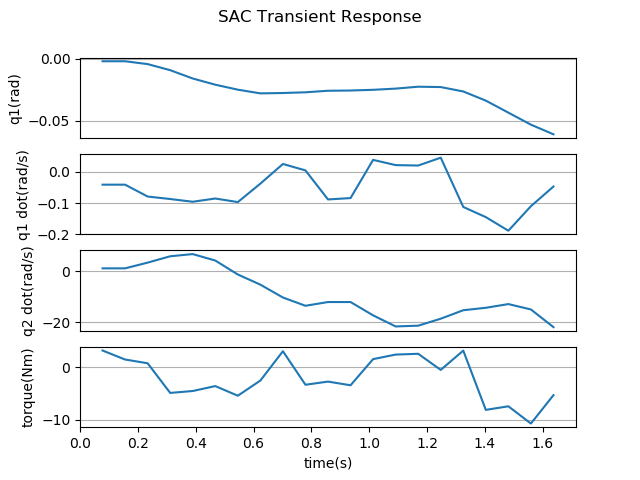 SAC Transient Response
0.00
−0.05
q1(rad)
0.0
−0.1
−0.2
q1 dot(rad/s)
0
−20
q2 dot(rad/s)
0
−10
torque(Nm)
0.0 0.2 0.4 0.6 0.8 1.0 1.2 1.4 1.6
time(s)